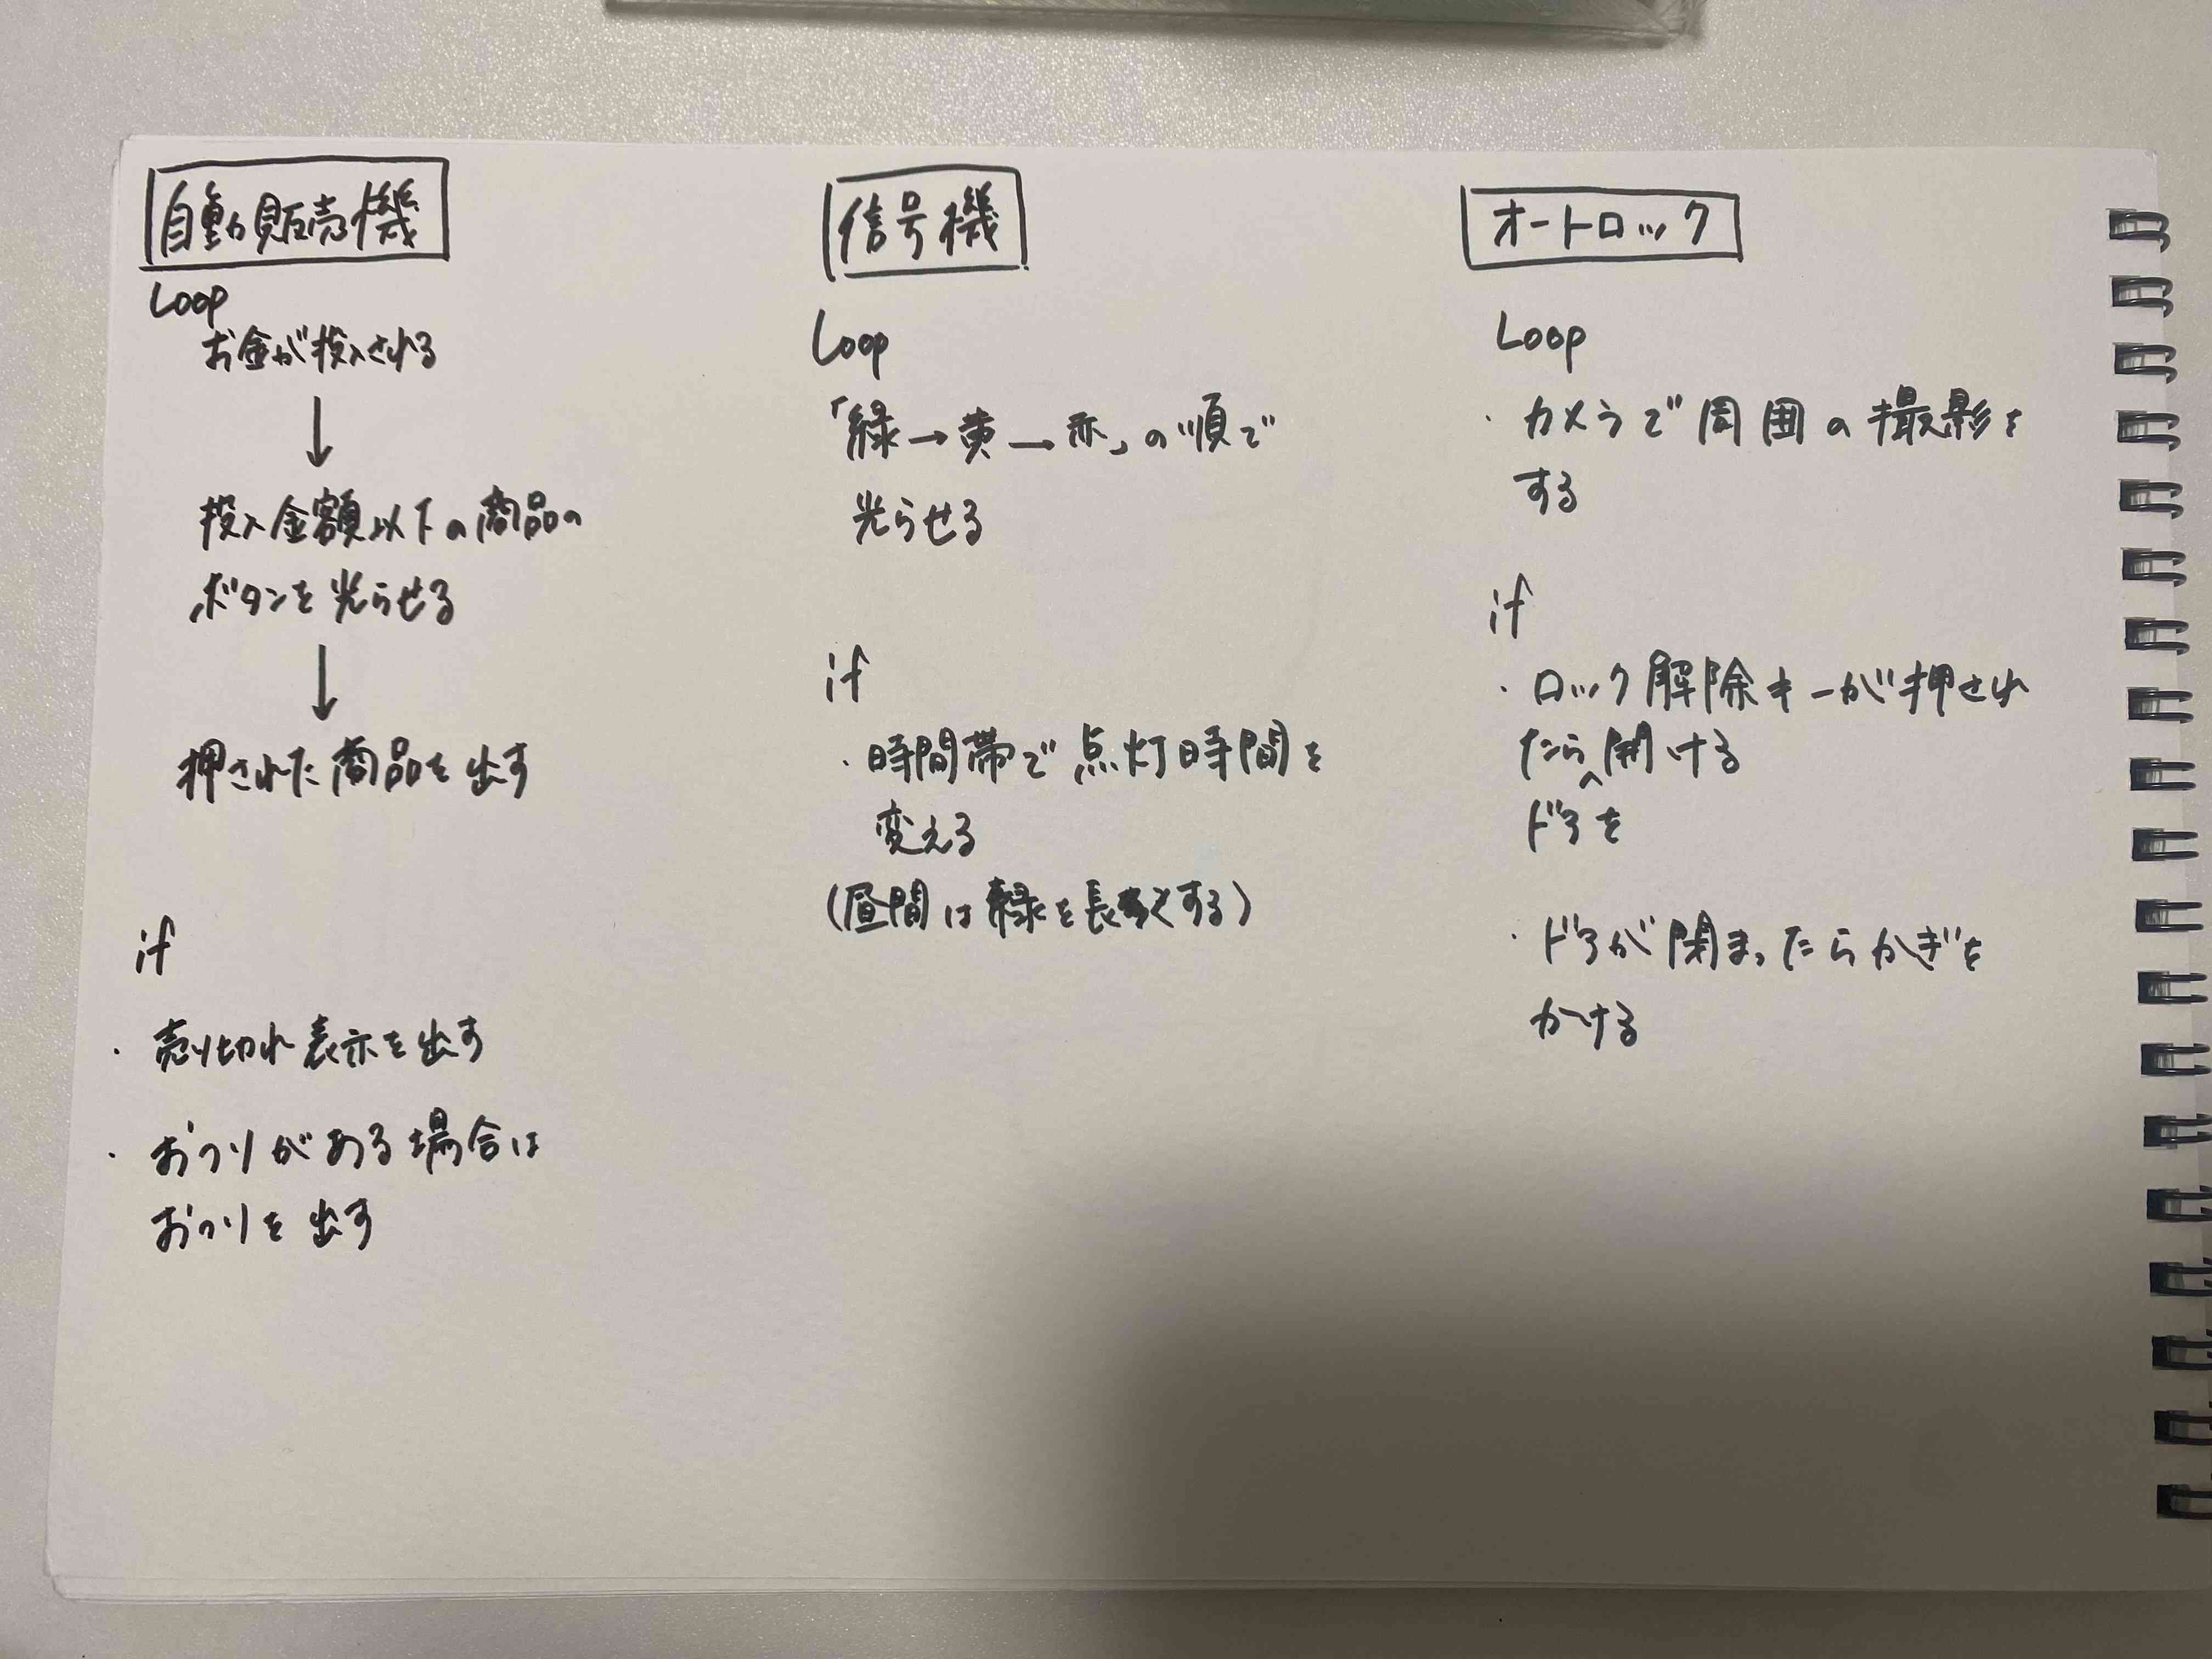 自動販売機
Loop
お金が投入される
↓
投入金額以下の商品の
ボタンを光らせる
↓
押された商品を出す
if
・売り切れ表示を出す
・おつりがある場合は
おつりを出す
信号機
Loop
「緑→黄→赤」の順で
光らせる
if
・時間帯で点灯時間を
変える
(昼間は緑を長くする)
オートロック
Loop
・カメラで周囲の撮影を
する
if
・ロック解除キーが押され
たら開ける
ドアを
・ドアが閉まったらかぎを
かける